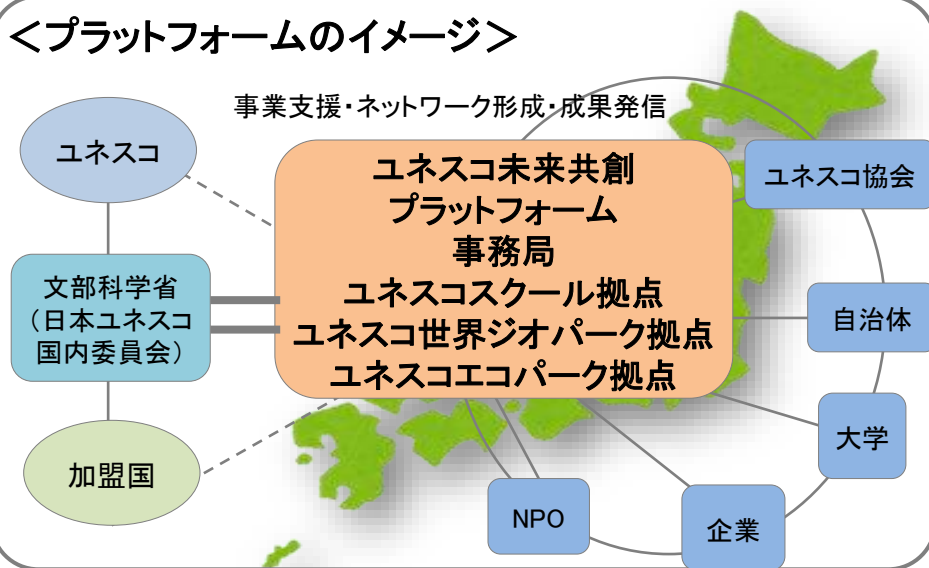 ＜プラットフォームのイメージ＞
事業支援・ネットワーク形成・成果発信
ユネスコ
ユネスコ未来共創
プラットフォーム
事務局
ユネスコスクール拠点
ユネスコ世界ジオパーク拠点
ユネスコエコパーク拠点
ユネスコ協会
文部科学省
（日本ユネスコ
国内委員会）
自治体
大学
加盟国
NPO
企業